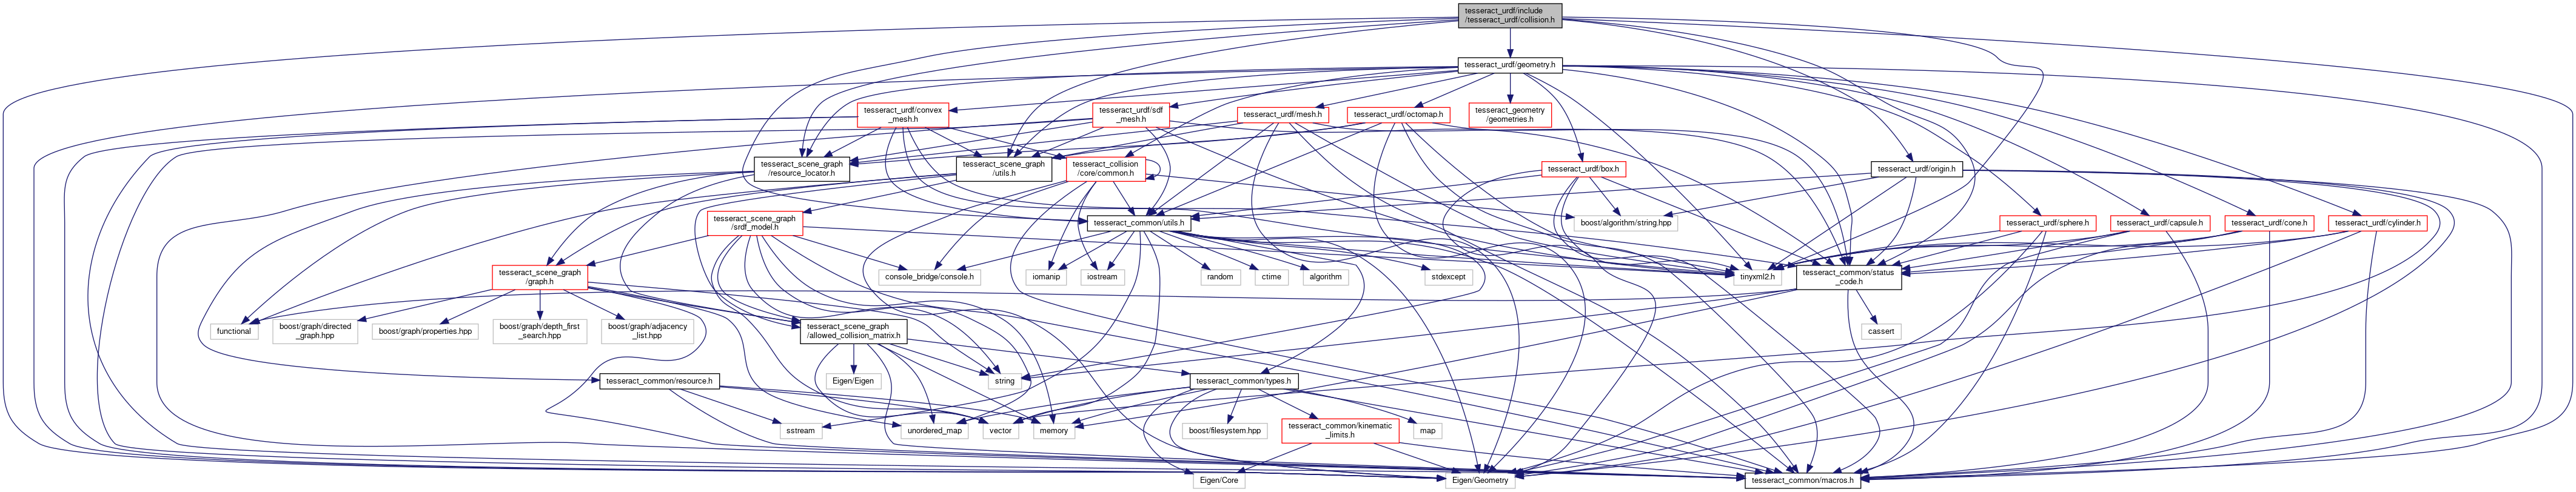 tesseract_urdf/include
/tesseract_urdf/collision.h
tesseract_urdf/geometry.h
tesseract_urdf/convex
_mesh.h
tesseract_urdf/sdf
_mesh.h
tesseract_urdf/mesh.h
tesseract_urdf/octomap.h
tesseract_geometry
/geometries.h
tesseract_scene_graph
/resource_locator.h
tesseract_scene_graph
/utils.h
tesseract_collision
/core/common.h
tesseract_urdf/box.h
tesseract_urdf/origin.h
tesseract_scene_graph
/srdf_model.h
tesseract_common/utils.h
boost/algorithm/string.hpp
tesseract_urdf/sphere.h
tesseract_urdf/capsule.h
tesseract_urdf/cone.h
tesseract_urdf/cylinder.h
tesseract_scene_graph
/graph.h
console_bridge/console.h
iomanip
iostream
random
ctime
algorithm
stdexcept
tinyxml2.h
tesseract_common/status
_code.h
functional
boost/graph/directed
_graph.hpp
boost/graph/properties.hpp
boost/graph/depth_first
_search.hpp
boost/graph/adjacency
_list.hpp
tesseract_scene_graph
/allowed_collision_matrix.h
cassert
tesseract_common/resource.h
Eigen/Eigen
string
tesseract_common/types.h
sstream
unordered_map
vector
memory
boost/filesystem.hpp
tesseract_common/kinematic
_limits.h
map
Eigen/Core
Eigen/Geometry
tesseract_common/macros.h